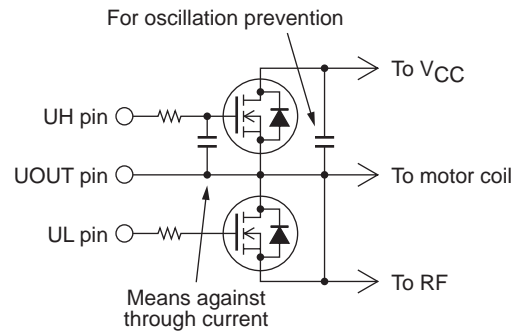 For oscillation prevention
To VCC
UH pin
UOUT pin
To motor coil
UL pin
To RF
Means against
through current